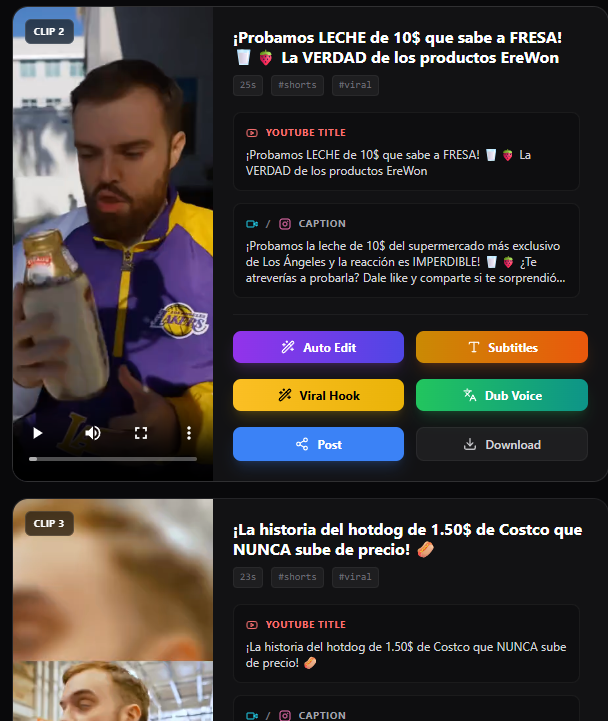 CLIP 2
¡Probamos LECHE de 10$ que sabe a FRESA!
🥛 🍓 La VERDAD de los productos EreWon
25s #shorts #viral
YOUTUBE TITLE
¡Probamos LECHE de 10$ que sabe a FRESA! 🥛 🍓 La
VERDAD de los productos EreWon
/ CAPTION
¡Probamos la leche de 10$ del supermercado más exclusivo
de Los Ángeles y la reacción es IMPERDIBLE! 🥛 🍓 ¿Te
atreverías a probarla? Dale like y comparte si te sorprendió...
Auto Edit
Subtitles
Viral Hook
Dub Voice
Post
Download
LAKERS
CLIP 3
¡La historia del hotdog de 1.50$ de Costco que
NUNCA sube de precio! 🌭
23s #shorts #viral
YOUTUBE TITLE
¡La historia del hotdog de 1.50$ de Costco que NUNCA sube
de precio! 🌭
/ CAPTION